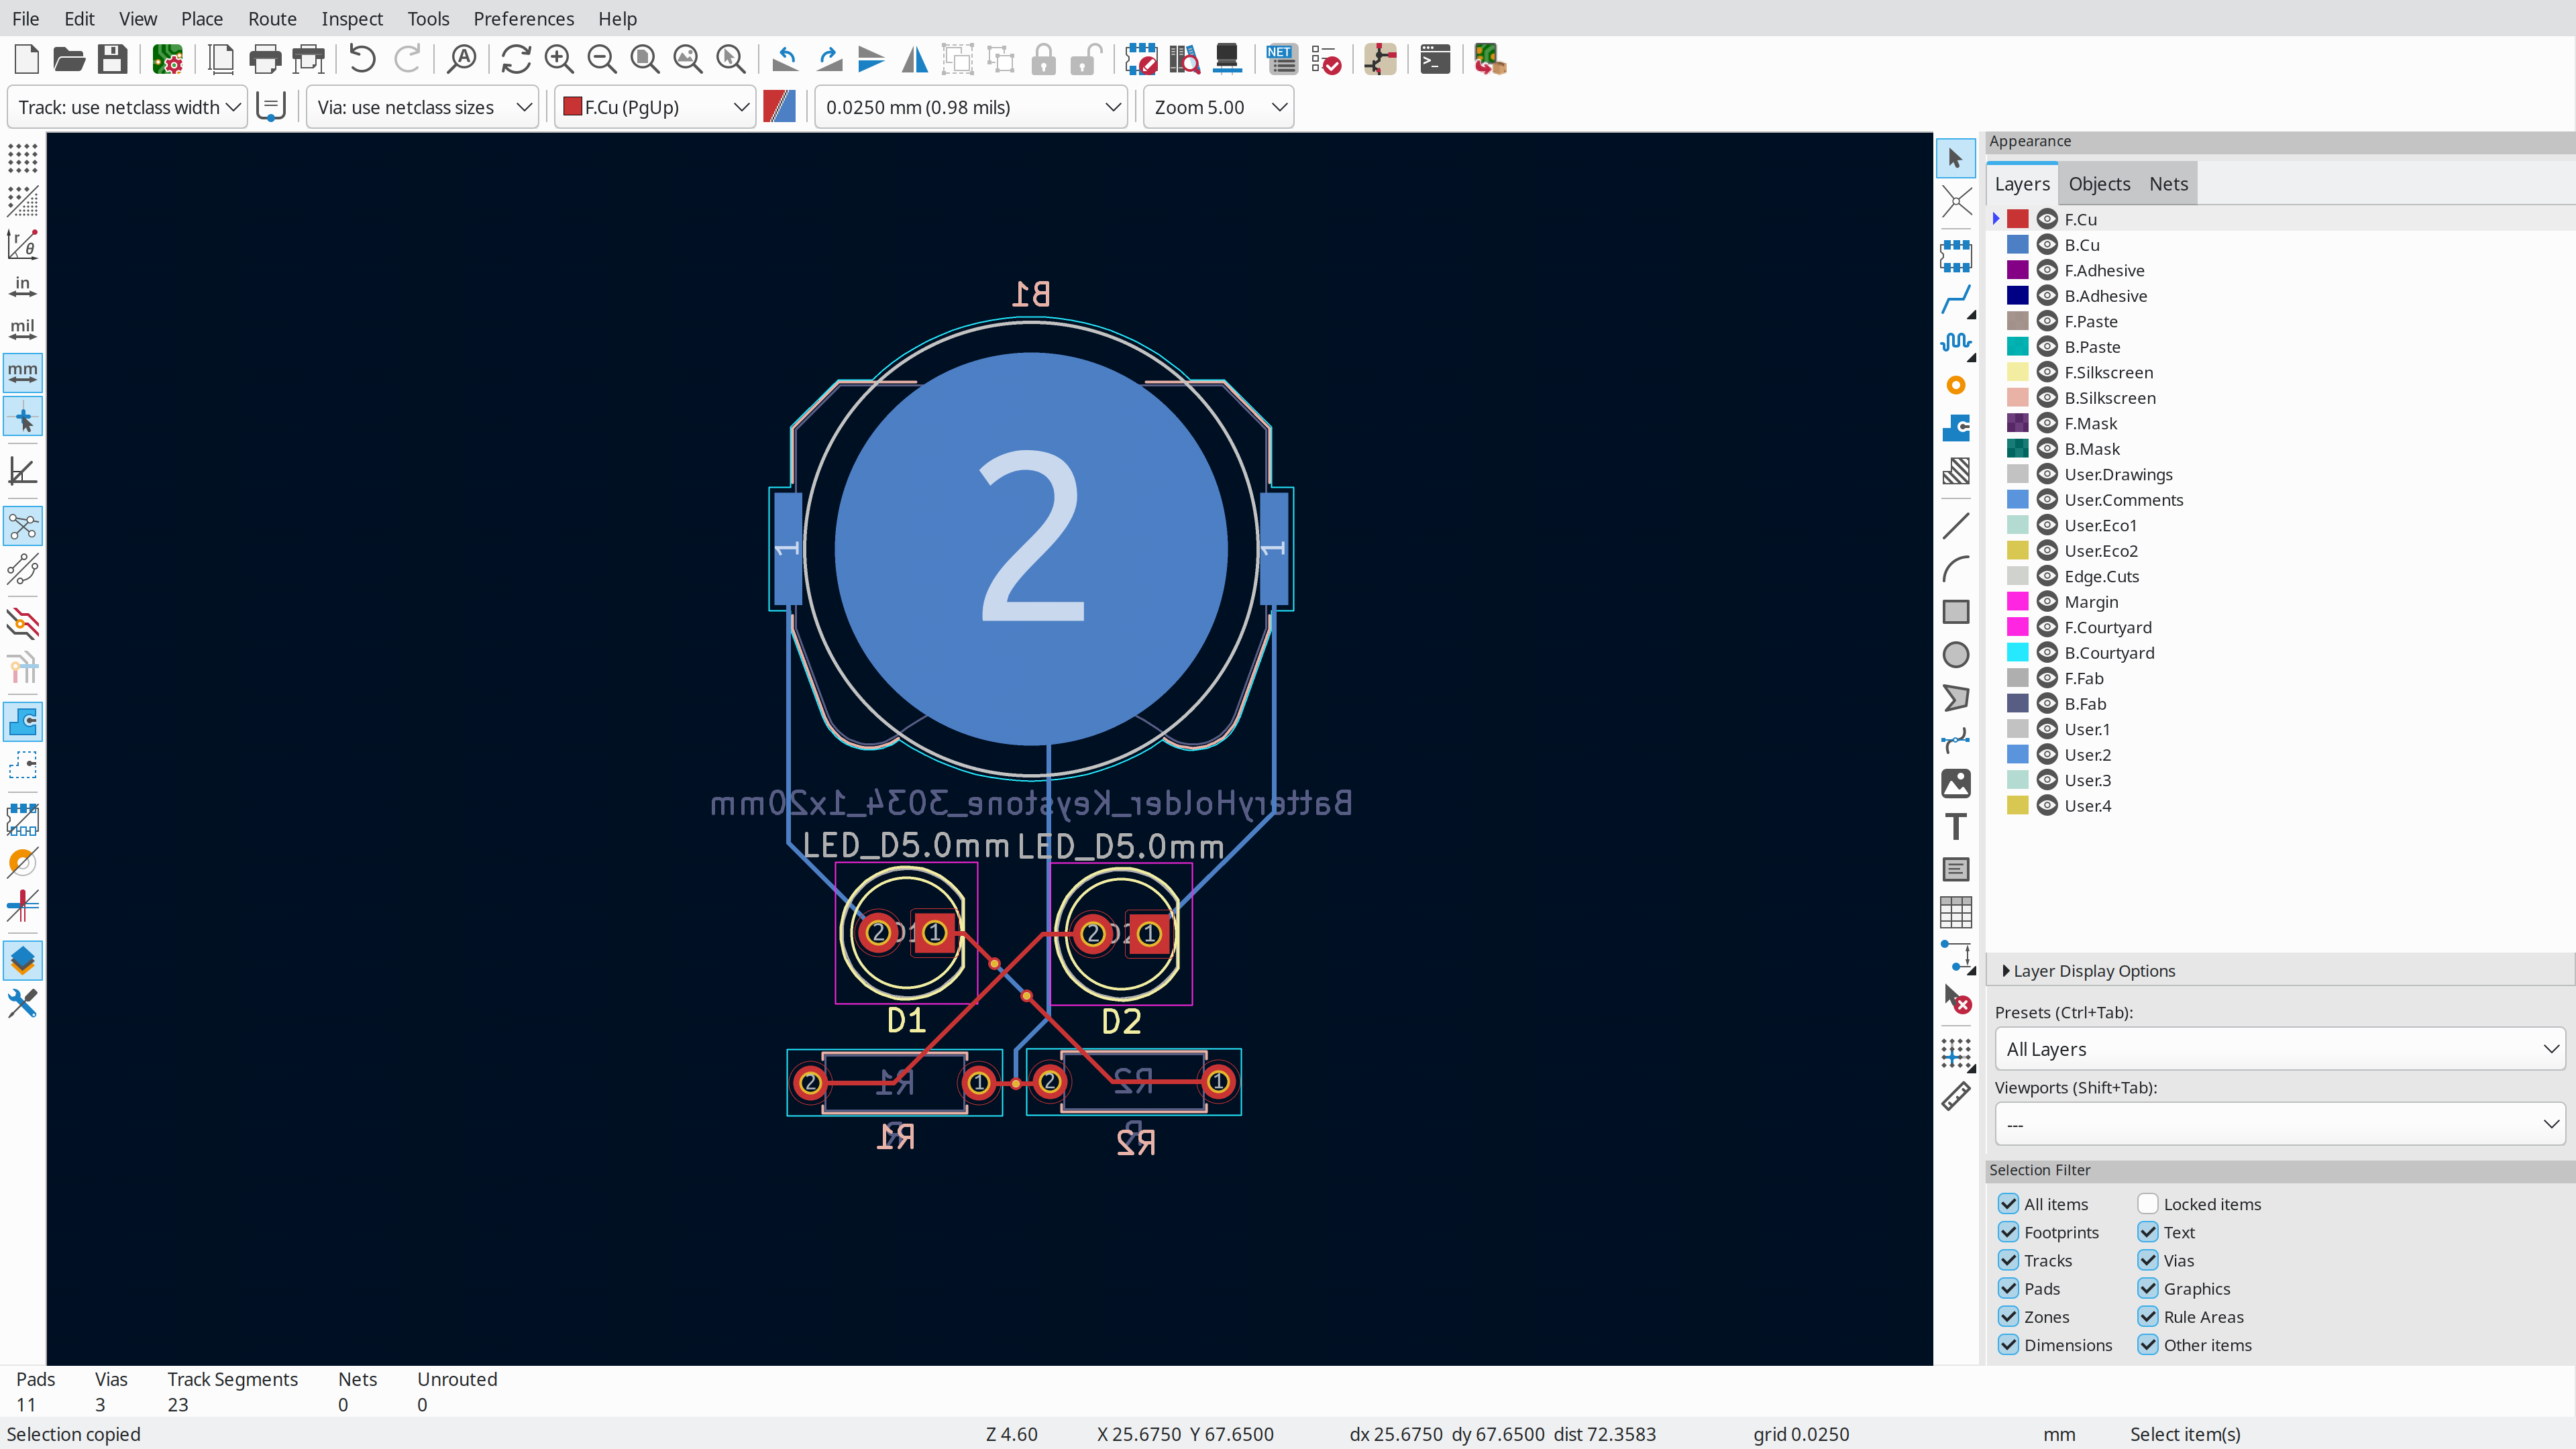 File Edit View Place Route Inspect Tools Preferences Help
NET
Track: use netclass width Via: use netclass sizes F.Cu (PgUp) 0.0250 mm (0.98 mils) Zoom 5.00
in
mil
mm
B1
2
1 1
BatteryHolder_Keystone_3034_1x20mm
LED_D5.0mm LED_D5.0mm
2 D1 1 2 D2 1
D1 D2
2 R1 1 2 R2 1
R R
R1 R2
Appearance
Layers Objects Nets
F.Cu
B.Cu
F.Adhesive
B.Adhesive
F.Paste
B.Paste
F.Silkscreen
B.Silkscreen
F.Mask
B.Mask
User.Drawings
User.Comments
User.Eco1
User.Eco2
Edge.Cuts
Margin
F.Courtyard
B.Courtyard
F.Fab
B.Fab
User.1
User.2
User.3
User.4
Layer Display Options
Presets (Ctrl+Tab):
All Layers
Viewports (Shift+Tab):
---
Selection Filter
All items Locked items
Footprints Text
Tracks Vias
Pads Graphics
Zones Rule Areas
Dimensions Other items
Pads Vias Track Segments Nets Unrouted
11 3 23 0 0
Selection copied Z 4.60 X 25.6750 Y 67.6500 dx 25.6750 dy 67.6500 dist 72.3583 grid 0.0250 mm Select item(s)